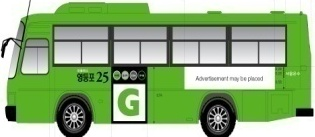 영등포 25
G
Advertisement may be placed